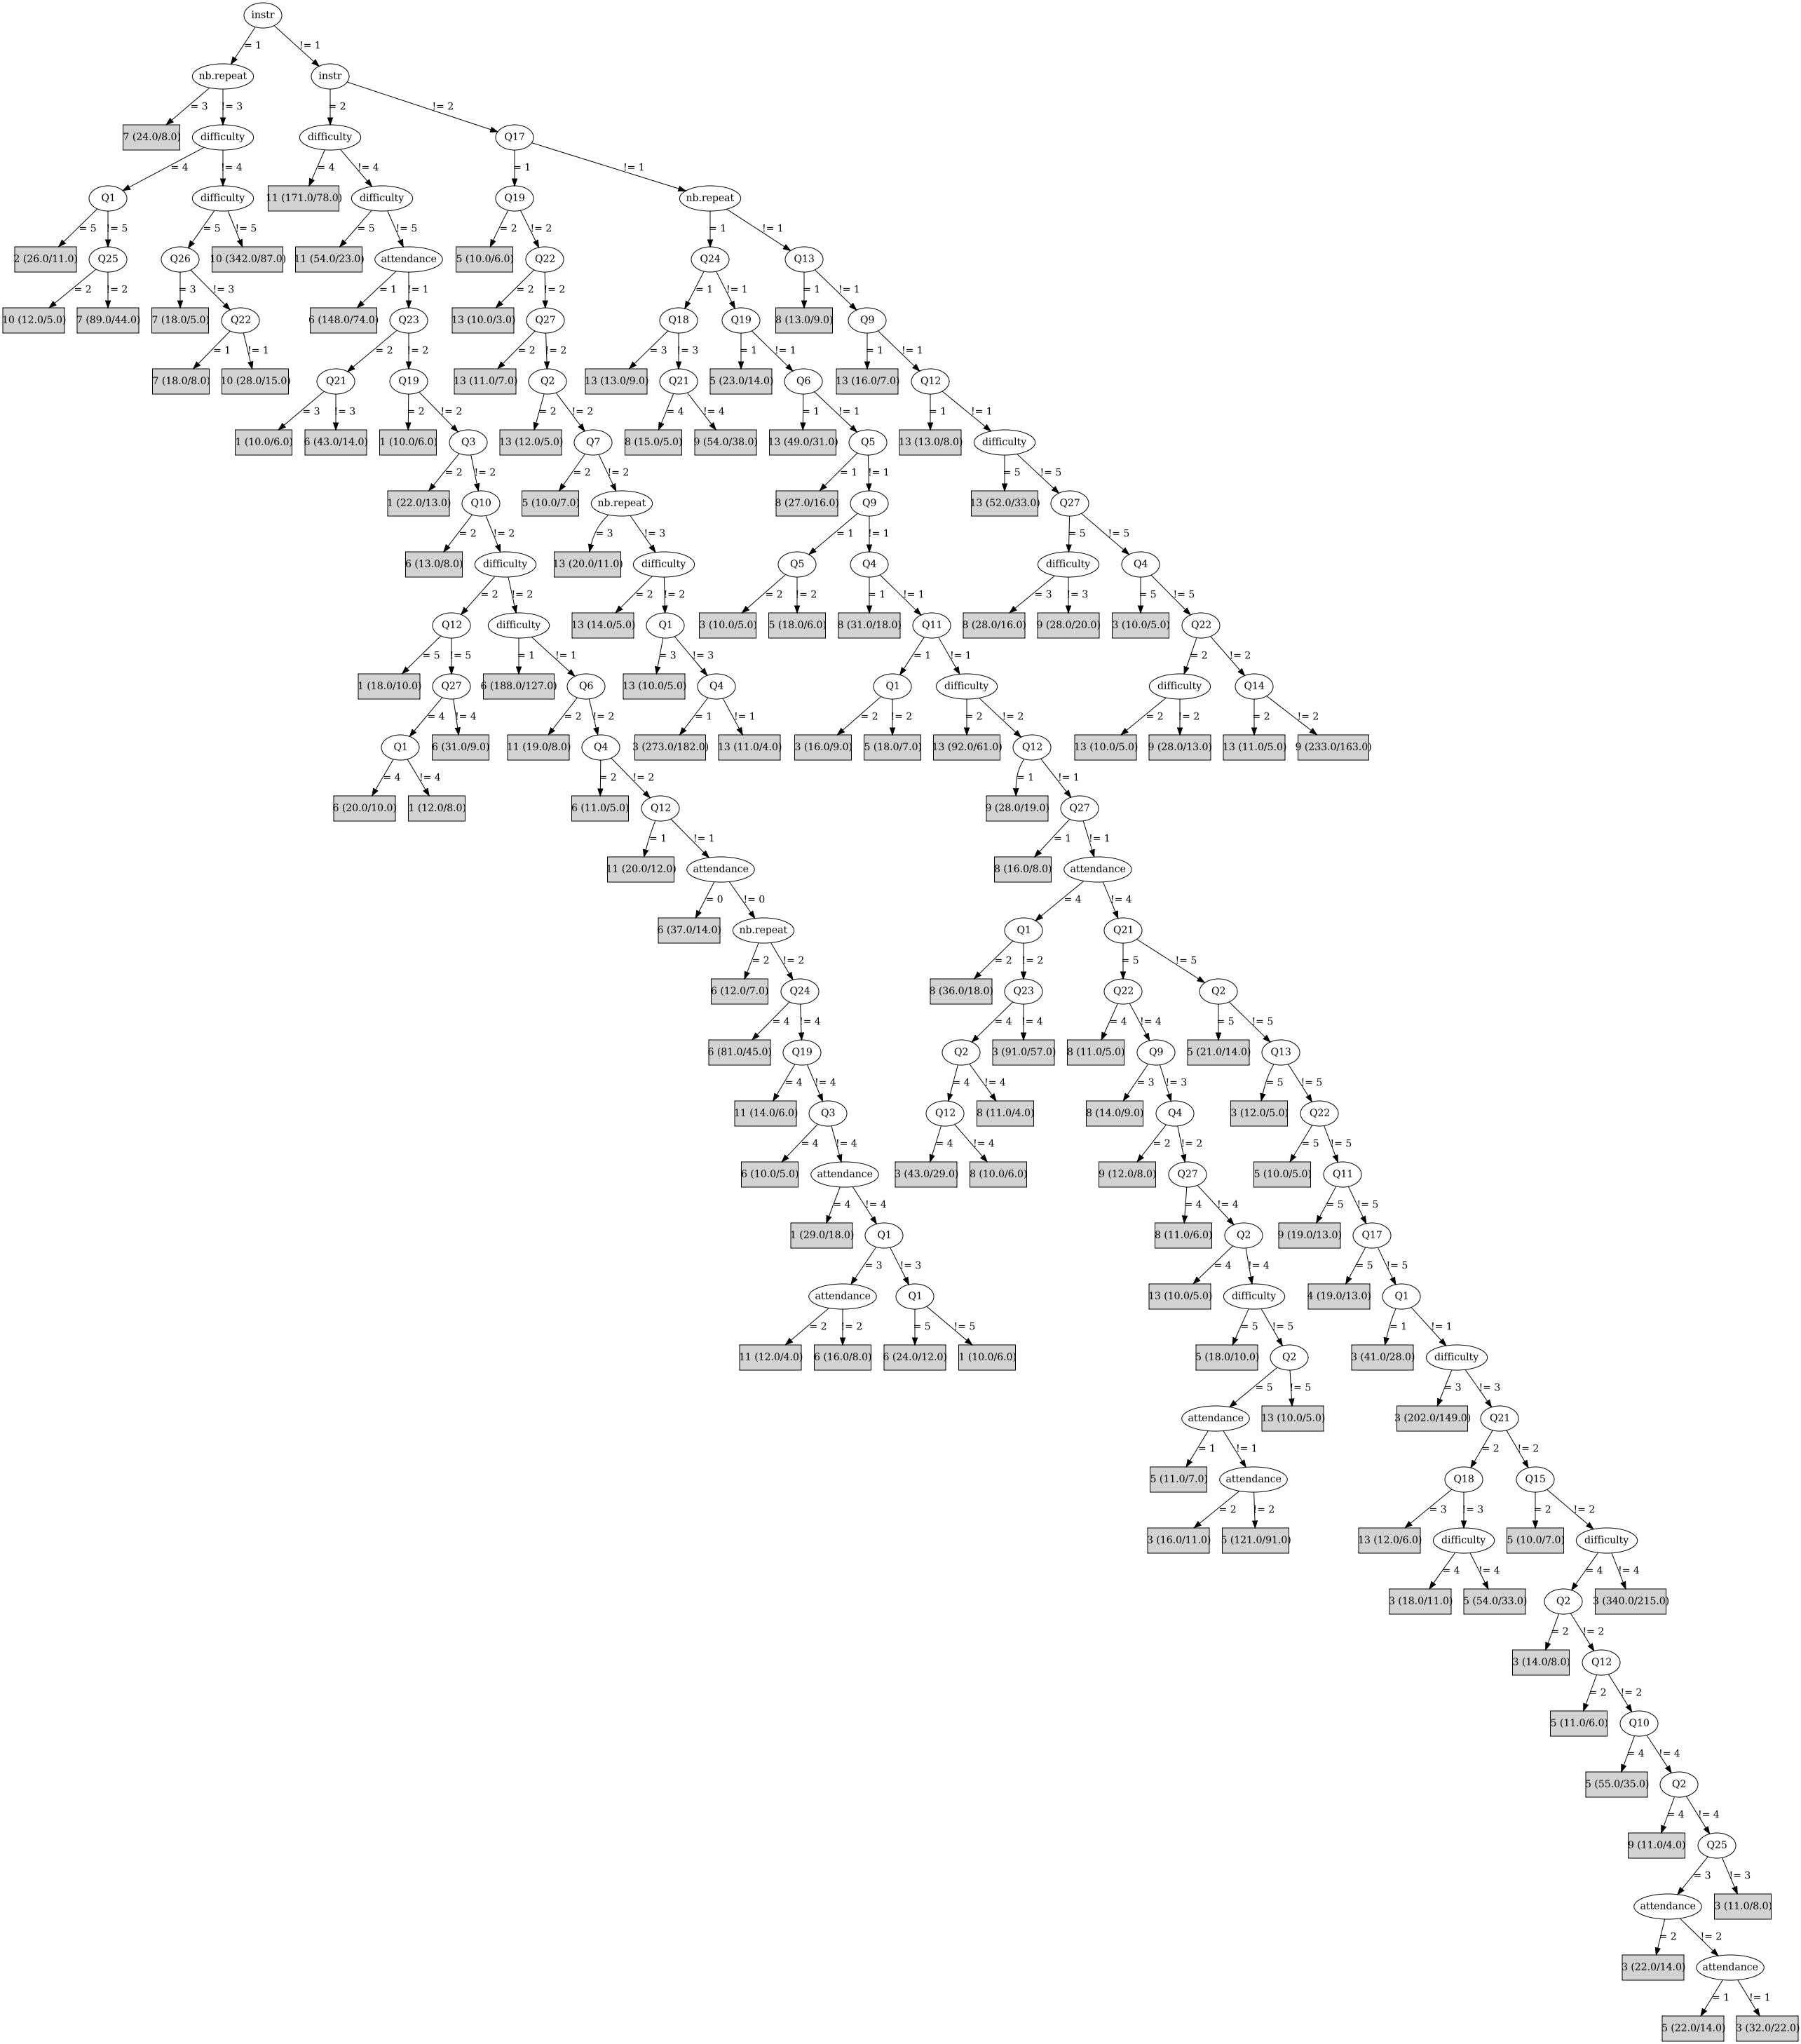 instr
= 1 != 1
nb.repeat instr
= 3 != 3 = 2 != 2
7 (24.0/8.0) difficulty difficulty Q17
= 4 != 4 = 4 != 4 = 1 != 1
Q1 difficulty 11 (171.0/78.0) difficulty Q19 nb.repeat
= 5 != 5 = 5 != 5 = 5 != 5 = 2 != 2 = 1 != 1
2 (26.0/11.0) Q25 Q26 10 (342.0/87.0) 11 (54.0/23.0) attendance 5 (10.0/6.0) Q22 Q24 Q13
= 2 != 2 = 3 != 3 = 1 != 1 = 2 != 2 = 1 != 1 = 1 != 1
10 (12.0/5.0) 7 (89.0/44.0) 7 (18.0/5.0) Q22 6 (148.0/74.0) Q23 13 (10.0/3.0) Q27 Q18 Q19 8 (13.0/9.0) Q9
= 1 != 1 = 2 != 2 = 2 != 2 = 3 != 3 = 1 != 1 = 1 != 1
7 (18.0/8.0) 10 (28.0/15.0) Q21 Q19 13 (11.0/7.0) Q2 13 (13.0/9.0) Q21 5 (23.0/14.0) Q6 13 (16.0/7.0) Q12
= 3 != 3 = 2 != 2 = 2 != 2 = 4 != 4 = 1 != 1 = 1 != 1
1 (10.0/6.0) 6 (43.0/14.0) 1 (10.0/6.0) Q3 13 (12.0/5.0) Q7 8 (15.0/5.0) 9 (54.0/38.0) 13 (49.0/31.0) Q5 13 (13.0/8.0) difficulty
= 2 != 2 = 2 != 2 = 1 != 1 = 5 != 5
1 (22.0/13.0) Q10 5 (10.0/7.0) nb.repeat 8 (27.0/16.0) Q9 13 (52.0/33.0) Q27
= 2 != 2 = 3 != 3 = 1 != 1 = 5 != 5
6 (13.0/8.0) difficulty 13 (20.0/11.0) difficulty Q5 Q4 difficulty Q4
= 2 != 2 = 2 != 2 = 2 != 2 = 1 != 1 = 3 != 3 = 5 != 5
Q12 difficulty 13 (14.0/5.0) Q1 3 (10.0/5.0) 5 (18.0/6.0) 8 (31.0/18.0) Q11 8 (28.0/16.0) 9 (28.0/20.0) 3 (10.0/5.0) Q22
= 5 != 5 = 1 != 1 = 3 != 3 = 1 != 1 = 2 != 2
1 (18.0/10.0) Q27 6 (188.0/127.0) Q6 13 (10.0/5.0) Q4 Q1 difficulty difficulty Q14
= 4 != 4 = 2 != 2 = 1 != 1 = 2 != 2 = 2 != 2 = 2 != 2 = 2 != 2
Q1 6 (31.0/9.0) 11 (19.0/8.0) Q4 3 (273.0/182.0) 13 (11.0/4.0) 3 (16.0/9.0) 5 (18.0/7.0) 13 (92.0/61.0) Q12 13 (10.0/5.0) 9 (28.0/13.0) 13 (11.0/5.0) 9 (233.0/163.0)
= 4 != 4 = 2 != 2 = 1 != 1
6 (20.0/10.0) 1 (12.0/8.0) 6 (11.0/5.0) Q12 9 (28.0/19.0) Q27
= 1 != 1 = 1 != 1
11 (20.0/12.0) attendance 8 (16.0/8.0) attendance
= 0 != 0 = 4 != 4
6 (37.0/14.0) nb.repeat Q1 Q21
= 2 != 2 = 2 != 2 = 5 != 5
6 (12.0/7.0) Q24 8 (36.0/18.0) Q23 Q22 Q2
= 4 != 4 = 4 != 4 = 4 != 4 = 5 != 5
6 (81.0/45.0) Q19 Q2 3 (91.0/57.0) 8 (11.0/5.0) Q9 5 (21.0/14.0) Q13
= 4 != 4 = 4 != 4 = 3 != 3 = 5 != 5
11 (14.0/6.0) Q3 Q12 8 (11.0/4.0) 8 (14.0/9.0) Q4 3 (12.0/5.0) Q22
= 4 != 4 = 4 != 4 = 2 != 2 = 5 != 5
6 (10.0/5.0) attendance 3 (43.0/29.0) 8 (10.0/6.0) 9 (12.0/8.0) Q27 5 (10.0/5.0) Q11
= 4 != 4 = 4 != 4 = 5 != 5
1 (29.0/18.0) Q1 8 (11.0/6.0) Q2 9 (19.0/13.0) Q17
= 3 != 3 = 4 != 4 = 5 != 5
attendance Q1 13 (10.0/5.0) difficulty 4 (19.0/13.0) Q1
= 2 != 2 = 5 != 5 = 5 != 5 = 1 != 1
11 (12.0/4.0) 6 (16.0/8.0) 6 (24.0/12.0) 1 (10.0/6.0) 5 (18.0/10.0) Q2 3 (41.0/28.0) difficulty
= 5 != 5 = 3 != 3
attendance 13 (10.0/5.0) 3 (202.0/149.0) Q21
= 1 != 1 = 2 != 2
5 (11.0/7.0) attendance Q18 Q15
= 2 != 2 = 3 != 3 = 2 != 2
3 (16.0/11.0) 5 (121.0/91.0) 13 (12.0/6.0) difficulty 5 (10.0/7.0) difficulty
= 4 != 4 = 4 != 4
3 (18.0/11.0) 5 (54.0/33.0) Q2 3 (340.0/215.0)
= 2 != 2
3 (14.0/8.0) Q12
= 2 != 2
5 (11.0/6.0) Q10
= 4 != 4
5 (55.0/35.0) Q2
= 4 != 4
9 (11.0/4.0) Q25
= 3 != 3
attendance 3 (11.0/8.0)
= 2 != 2
3 (22.0/14.0) attendance
= 1 != 1
5 (22.0/14.0) 3 (32.0/22.0)